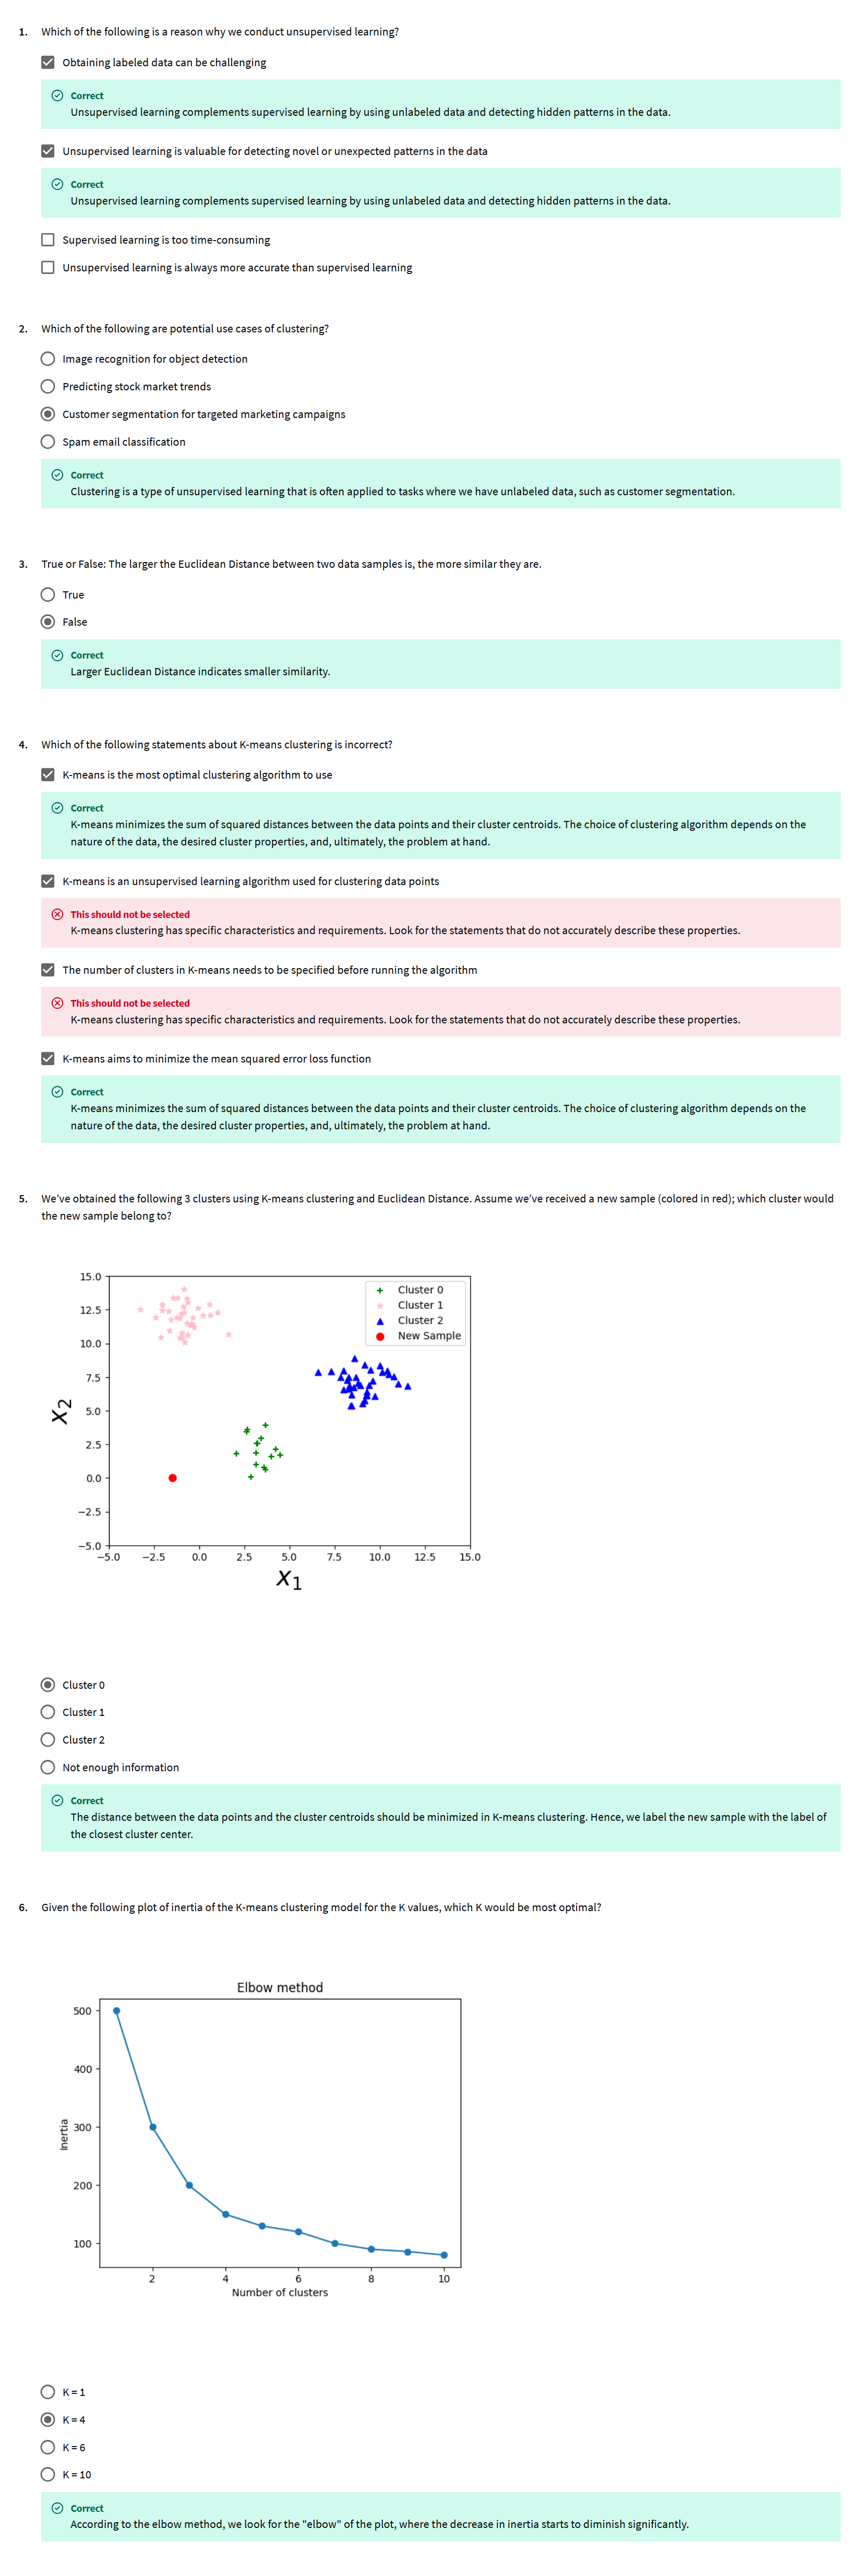 1. Which of the following is a reason why we conduct unsupervised learning?
Obtaining labeled data can be challenging
Correct
Unsupervised learning complements supervised learning by using unlabeled data and detecting hidden patterns in the data.
Unsupervised learning is valuable for detecting novel or unexpected patterns in the data
Correct
Unsupervised learning complements supervised learning by using unlabeled data and detecting hidden patterns in the data.
Supervised learning is too time-consuming
Unsupervised learning is always more accurate than supervised learning
2. Which of the following are potential use cases of clustering?
Image recognition for object detection
Predicting stock market trends
Customer segmentation for targeted marketing campaigns
Spam email classification
Correct
Clustering is a type of unsupervised learning that is often applied to tasks where we have unlabeled data, such as customer segmentation.
3. True or False: The larger the Euclidean Distance between two data samples is, the more similar they are.
True
False
Correct
Larger Euclidean Distance indicates smaller similarity.
4. Which of the following statements about K-means clustering is incorrect?
K-means is the most optimal clustering algorithm to use
Correct
K-means minimizes the sum of squared distances between the data points and their cluster centroids. The choice of clustering algorithm depends on the
nature of the data, the desired cluster properties, and, ultimately, the problem at hand.
K-means is an unsupervised learning algorithm used for clustering data points
This should not be selected
K-means clustering has specific characteristics and requirements. Look for the statements that do not accurately describe these properties.
The number of clusters in K-means needs to be specified before running the algorithm
This should not be selected
K-means clustering has specific characteristics and requirements. Look for the statements that do not accurately describe these properties.
K-means aims to minimize the mean squared error loss function
Correct
K-means minimizes the sum of squared distances between the data points and their cluster centroids. The choice of clustering algorithm depends on the
nature of the data, the desired cluster properties, and, ultimately, the problem at hand.
5. We've obtained the following 3 clusters using K-means clustering and Euclidean Distance. Assume we've received a new sample (colored in red); which cluster would
the new sample belong to?
15.0
12.5
10.0
7.5
5.0
2.5
0.0
−2.5
−5.0
X2
Cluster 0
Cluster 1
Cluster 2
New Sample
−5.0 −2.5 0.0 2.5 5.0 7.5 10.0 12.5 15.0
X1
Cluster 0
Cluster 1
Cluster 2
Not enough information
Correct
The distance between the data points and the cluster centroids should be minimized in K-means clustering. Hence, we label the new sample with the label of
the closest cluster center.
6. Given the following plot of inertia of the K-means clustering model for the K values, which K would be most optimal?
Elbow method
500
400
300
200
100
Inertia
2 4 6 8 10
Number of clusters
K = 1
K = 4
K = 6
K = 10
Correct
According to the elbow method, we look for the "elbow" of the plot, where the decrease in inertia starts to diminish significantly.